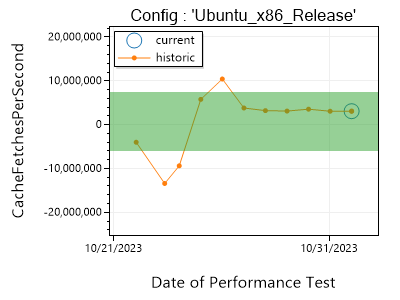 Config : 'Ubuntu_x86_Release'
current
historic
20,000,000
10,000,000
0
-10,000,000
-20,000,000
CacheFetchesPerSecond
10/21/2023
10/31/2023
Date of Performance Test